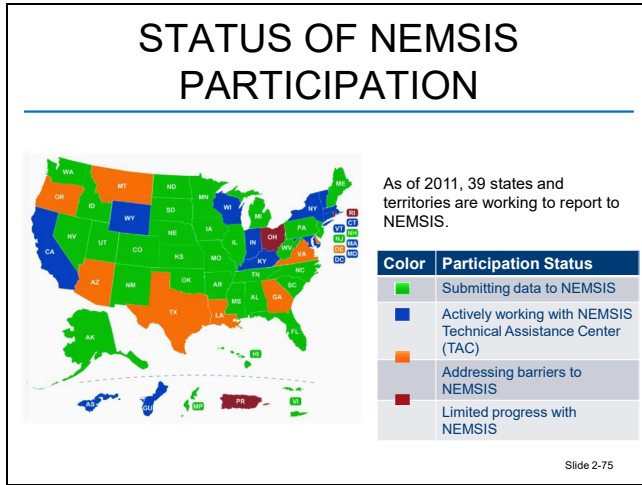 STATUS OF NEMSIS
PARTICIPATION
As of 2011, 39 states and
territories are working to report to
NEMSIS.
Color Participation Status
Submitting data to NEMSIS
Actively working with NEMSIS
Technical Assistance Center
(TAC)
Addressing barriers to
NEMSIS
Limited progress with
NEMSIS
WA
MT
ND
MN
ME
OR
ID
WY
SD
WI
MI
NY
RI
CT
VT
NH
NJ
MA
DE
MD
DC
NV
UT
CO
NE
IA
IL
IN
OH
PA
CA
KS
MO
KY
WV
VA
AZ
NM
OK
AR
TN
NC
SC
TX
LA
MS
AL
GA
FL
AK
HI
AS
GU
MP
PR
VI
Slide 2-75